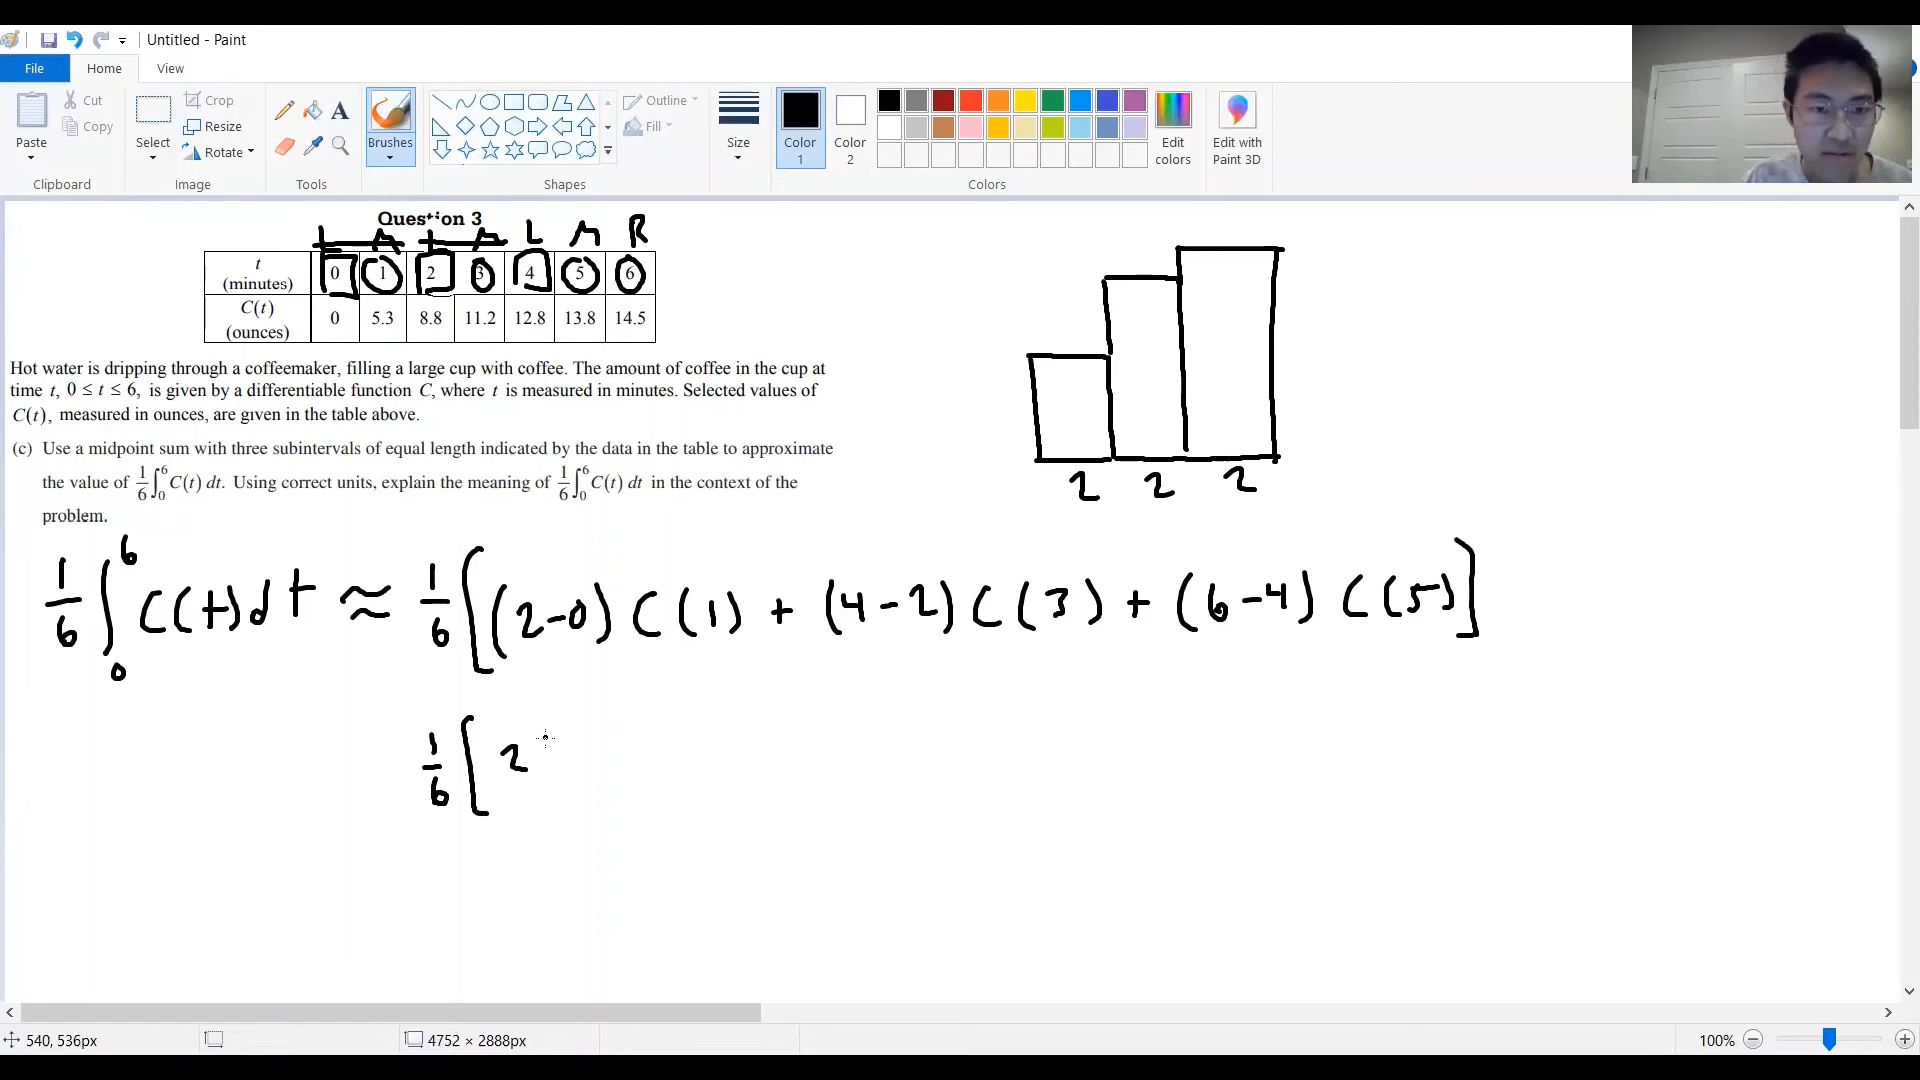 Untitled - Paint
File Home View
Cut
Copy
Paste
Clipboard
Crop
Resize
Rotate
Select
Image
A
Tools
Brushes
Outline
Fill
Shapes
Size
Color 1
Color 2
Edit colors
Edit with Paint 3D
Colors
Question 3
L M L M L M R
t (minutes) 0 1 2 3 4 5 6
C(t) (ounces) 0 5.3 8.8 11.2 12.8 13.8 14.5
Hot water is dripping through a coffeemaker, filling a large cup with coffee. The amount of coffee in the cup at
time t, 0 ≤ t ≤ 6, is given by a differentiable function C, where t is measured in minutes. Selected values of
C(t), measured in ounces, are given in the table above.
(c) Use a midpoint sum with three subintervals of equal length indicated by the data in the table to approximate
the value of 1/6 ∫₀⁶ C(t) dt. Using correct units, explain the meaning of 1/6 ∫₀⁶ C(t) dt in the context of the
problem.
2 2 2
1/6 ∫₀⁶ C(t)dt ≈ 1/6 [(2-0) C(1) + (4-2) C(3) + (6-4) C(5)]
1/6 [ 2
540, 536px
4752 × 2888px
100%